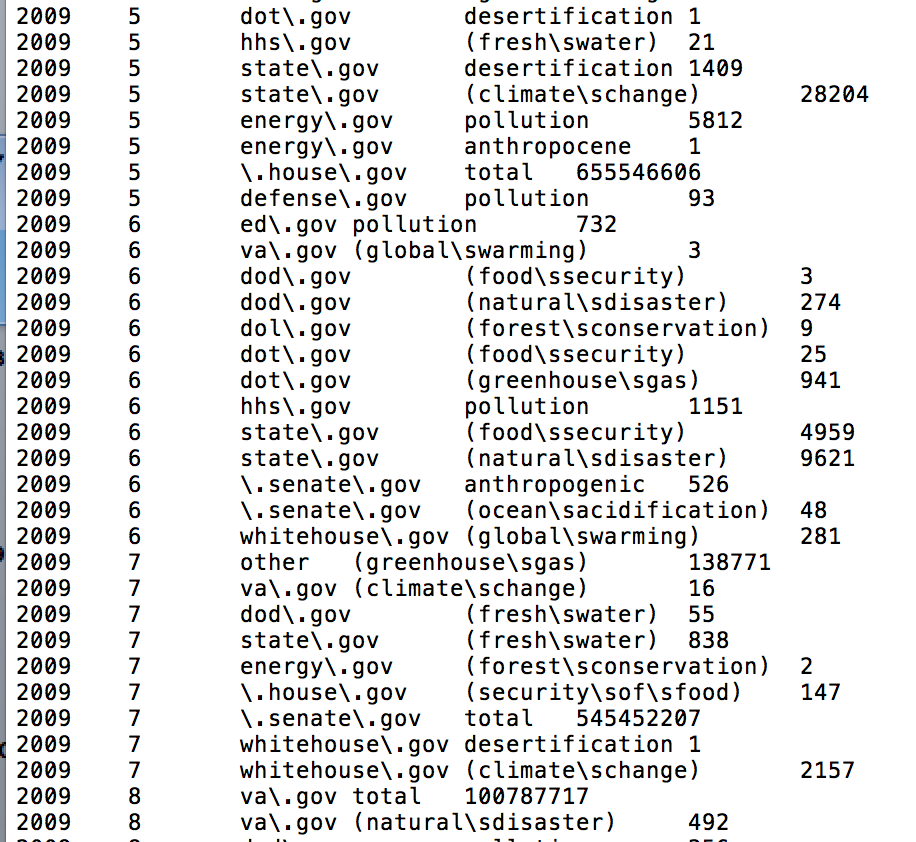 2009 5 dot\.gov desertification 1
2009 5 hhs\.gov (fresh\swater) 21
2009 5 state\.gov desertification 1409
2009 5 state\.gov (climate\schange) 28204
2009 5 energy\.gov pollution 5812
2009 5 energy\.gov anthropocene 1
2009 5 \.house\.gov total 655546606
2009 5 defense\.gov pollution 93
2009 6 ed\.gov pollution 732
2009 6 va\.gov (global\swarming) 3
2009 6 dod\.gov (food\ssecurity) 3
2009 6 dod\.gov (natural\sdisaster) 274
2009 6 dol\.gov (forest\sconservation) 9
2009 6 dot\.gov (food\ssecurity) 25
2009 6 dot\.gov (greenhouse\sgas) 941
2009 6 hhs\.gov pollution 1151
2009 6 state\.gov (food\ssecurity) 4959
2009 6 state\.gov (natural\sdisaster) 9621
2009 6 \.senate\.gov anthropogenic 526
2009 6 \.senate\.gov (ocean\sacidification) 48
2009 6 whitehouse\.gov (global\swarming) 281
2009 7 other (greenhouse\sgas) 138771
2009 7 va\.gov (climate\schange) 16
2009 7 dod\.gov (fresh\swater) 55
2009 7 state\.gov (fresh\swater) 838
2009 7 energy\.gov (forest\sconservation) 2
2009 7 \.house\.gov (security\sof\sfood) 147
2009 7 \.senate\.gov total 545452207
2009 7 whitehouse\.gov desertification 1
2009 7 whitehouse\.gov (climate\schange) 2157
2009 8 va\.gov total 100787717
2009 8 va\.gov (natural\sdisaster) 492